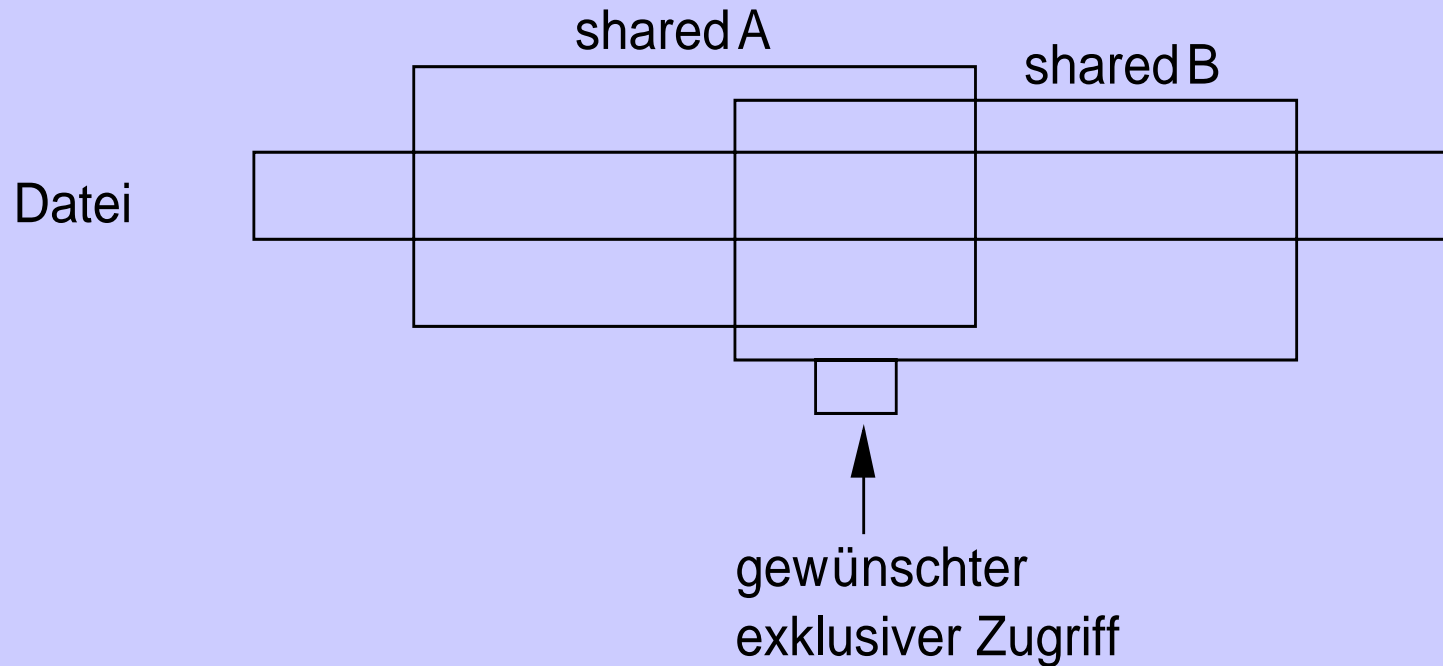 shared A
shared B
Datei
gewünschter
exklusiver Zugriff